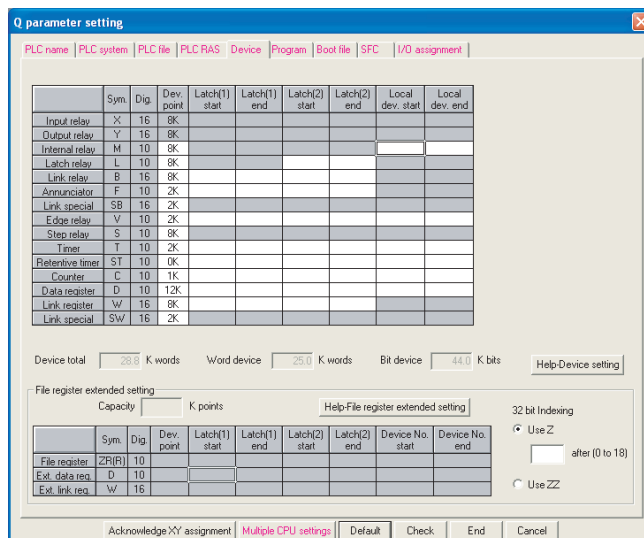 Q parameter setting
PLC name PLC system PLC file PLC RAS Device Program Boot file SFC I/O assignment
Sym. Dig. Dev. point Latch(1) start Latch(1) end Latch(2) start Latch(2) end Local dev. start Local dev. end
Input relay X 16 8K
Output relay Y 16 8K
Internal relay M 10 8K
Latch relay L 10 8K
Link relay B 16 8K
Annunciator F 10 2K
Link special SB 16 2K
Edge relay V 10 2K
Step relay S 10 8K
Timer T 10 2K
Retentive timer ST 10 0K
Counter C 10 1K
Data register D 10 12K
Link register W 16 8K
Link special SW 16 2K
Device total 28.8 K words Word device 25.0 K words Bit device 44.0 K bits
Help-Device setting
File register extended setting
Capacity K points Help-File register extended setting
Sym. Dig. Dev. point Latch(1) start Latch(1) end Latch(2) start Latch(2) end Device No. start Device No. end
File register ZR(R) 10
Ext. data reg. D 10
Ext. link reg. W 16
32 bit Indexing
Use Z
after (0 to 18)
Use ZZ
Acknowledge XY assignment Multiple CPU settings Default Check End Cancel